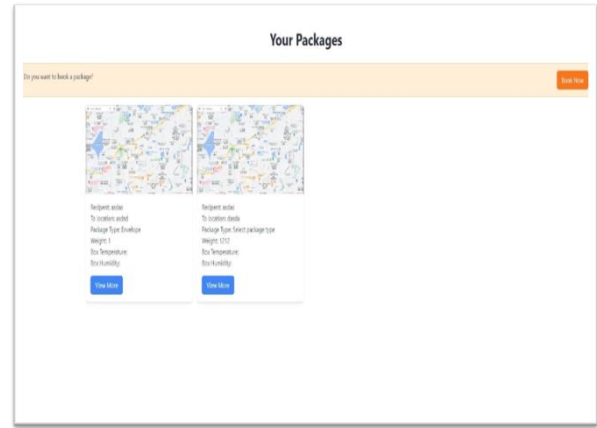 Your Packages
Do you want to book a package?
Book Now
Recipient: asdas
To location: asdad
Package Type: Envelope
Weight: 1
Box Temperature:
Box Humidity:
View More
Recipient: asdas
To location: dasda
Package Type: Select package type
Weight: 1212
Box Temperature:
Box Humidity:
View More